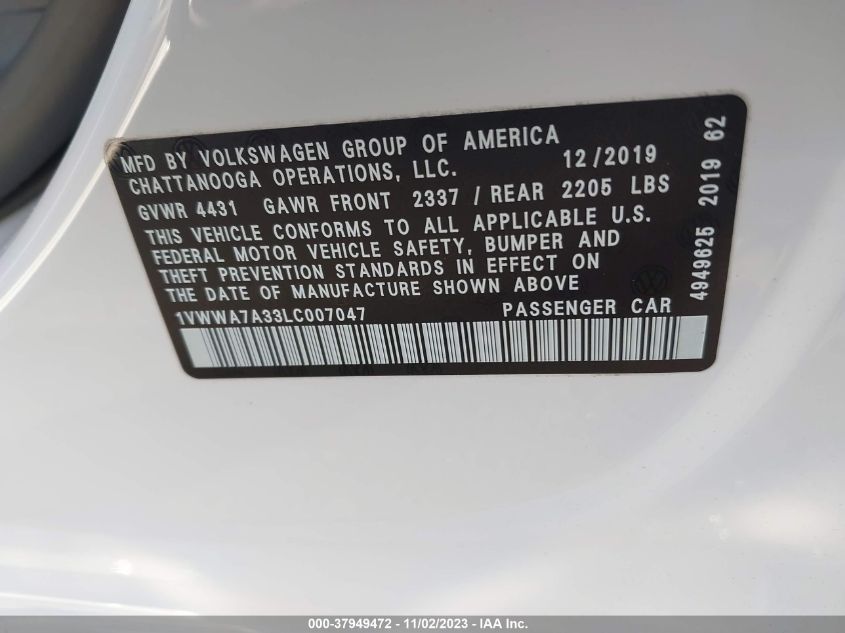 MFD BY VOLKSWAGEN GROUP OF AMERICA
CHATTANOOGA OPERATIONS, LLC. 12/2019
GVWR 4431 GAWR FRONT 2337 / REAR 2205 LBS
THIS VEHICLE CONFORMS TO ALL APPLICABLE U.S.
FEDERAL MOTOR VEHICLE SAFETY, BUMPER AND
THEFT PREVENTION STANDARDS IN EFFECT ON
THE DATE OF MANUFACTURE SHOWN ABOVE
1VWWA7A33LC007047 PASSENGER CAR
4949625 2019 62
000-37949472 - 11/02/2023 - IAA Inc.